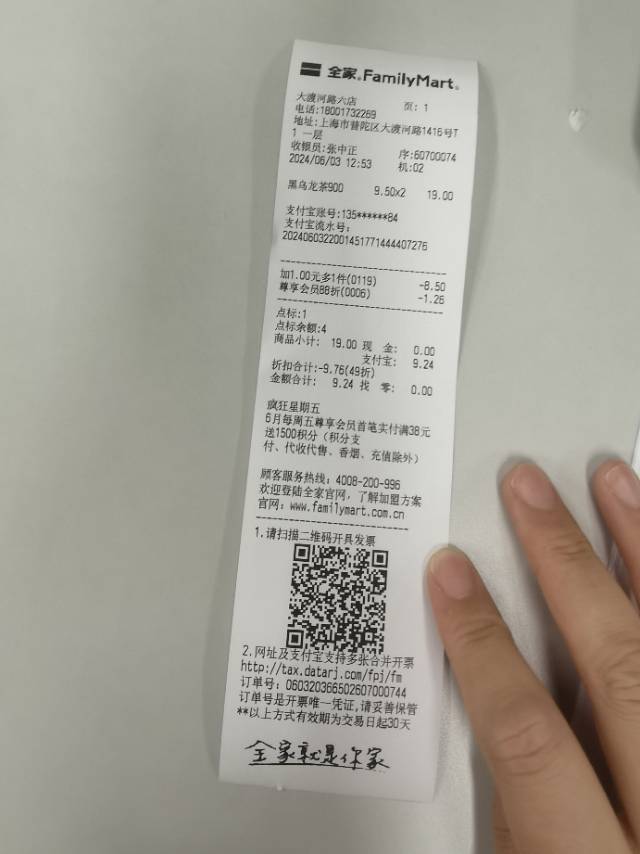 全家 FamilyMart
大渡河路六店 页: 1
电话:18001732269
地址:上海市普陀区大渡河路1416号T
1 一层
收银员:张中正 序:60700074
2024/06/03 12:53 机:02
黑乌龙茶900 9.50x2 19.00
支付宝账号:135******84
支付宝流水号:
2024060322001451771444407276
加1.00元多1件(0119) -8.50
尊享会员88折(0006) -1.26
点标:1
点标余额:4
商品小计: 19.00 现 金: 0.00
支付宝: 9.24
折扣合计:-9.76(49折)
金额合计: 9.24 找 零: 0.00
疯狂星期五
6月每周五尊享会员首笔实付满38元
送1500积分（积分支
付、代收代售、香烟、充值除外）
顾客服务热线: 4008-200-996
欢迎登陆全家官网，了解加盟方案
官网: www.familymart.com.cn
1.请扫描二维码开具发票
2.网址及支付宝支持多张合并开票
http://tax.datarj.com/fpj/fm
订单号: 060320366502607000744
订单号是开票唯一凭证,请妥善保管
**以上方式有效期为交易日起30天
全家就是你家